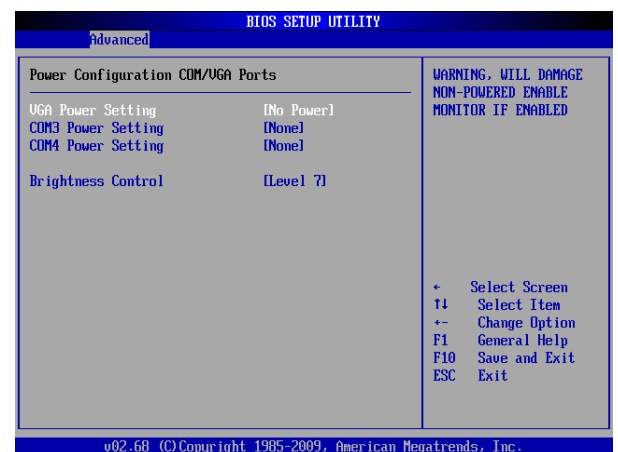 BIOS SETUP UTILITY
Advanced
Power Configuration COM/VGA Ports
VGA Power Setting [No Power]
COM3 Power Setting [None]
COM4 Power Setting [None]
Brightness Control [Level 7]
WARNING, WILL DAMAGE
NON-POWERED ENABLE
MONITOR IF ENABLED
← Select Screen
↑↓ Select Item
+- Change Option
F1 General Help
F10 Save and Exit
ESC Exit
v02.68 (C)Copyright 1985-2009, American Megatrends, Inc.